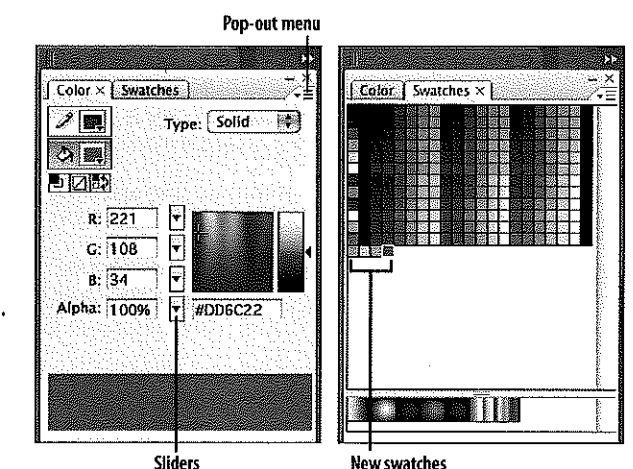 Pop-out menu
Color × Swatches
Type: Solid
R: 221
G: 108
B: 34
Alpha: 100% #DD6C22
Sliders
Color Swatches ×
New swatches